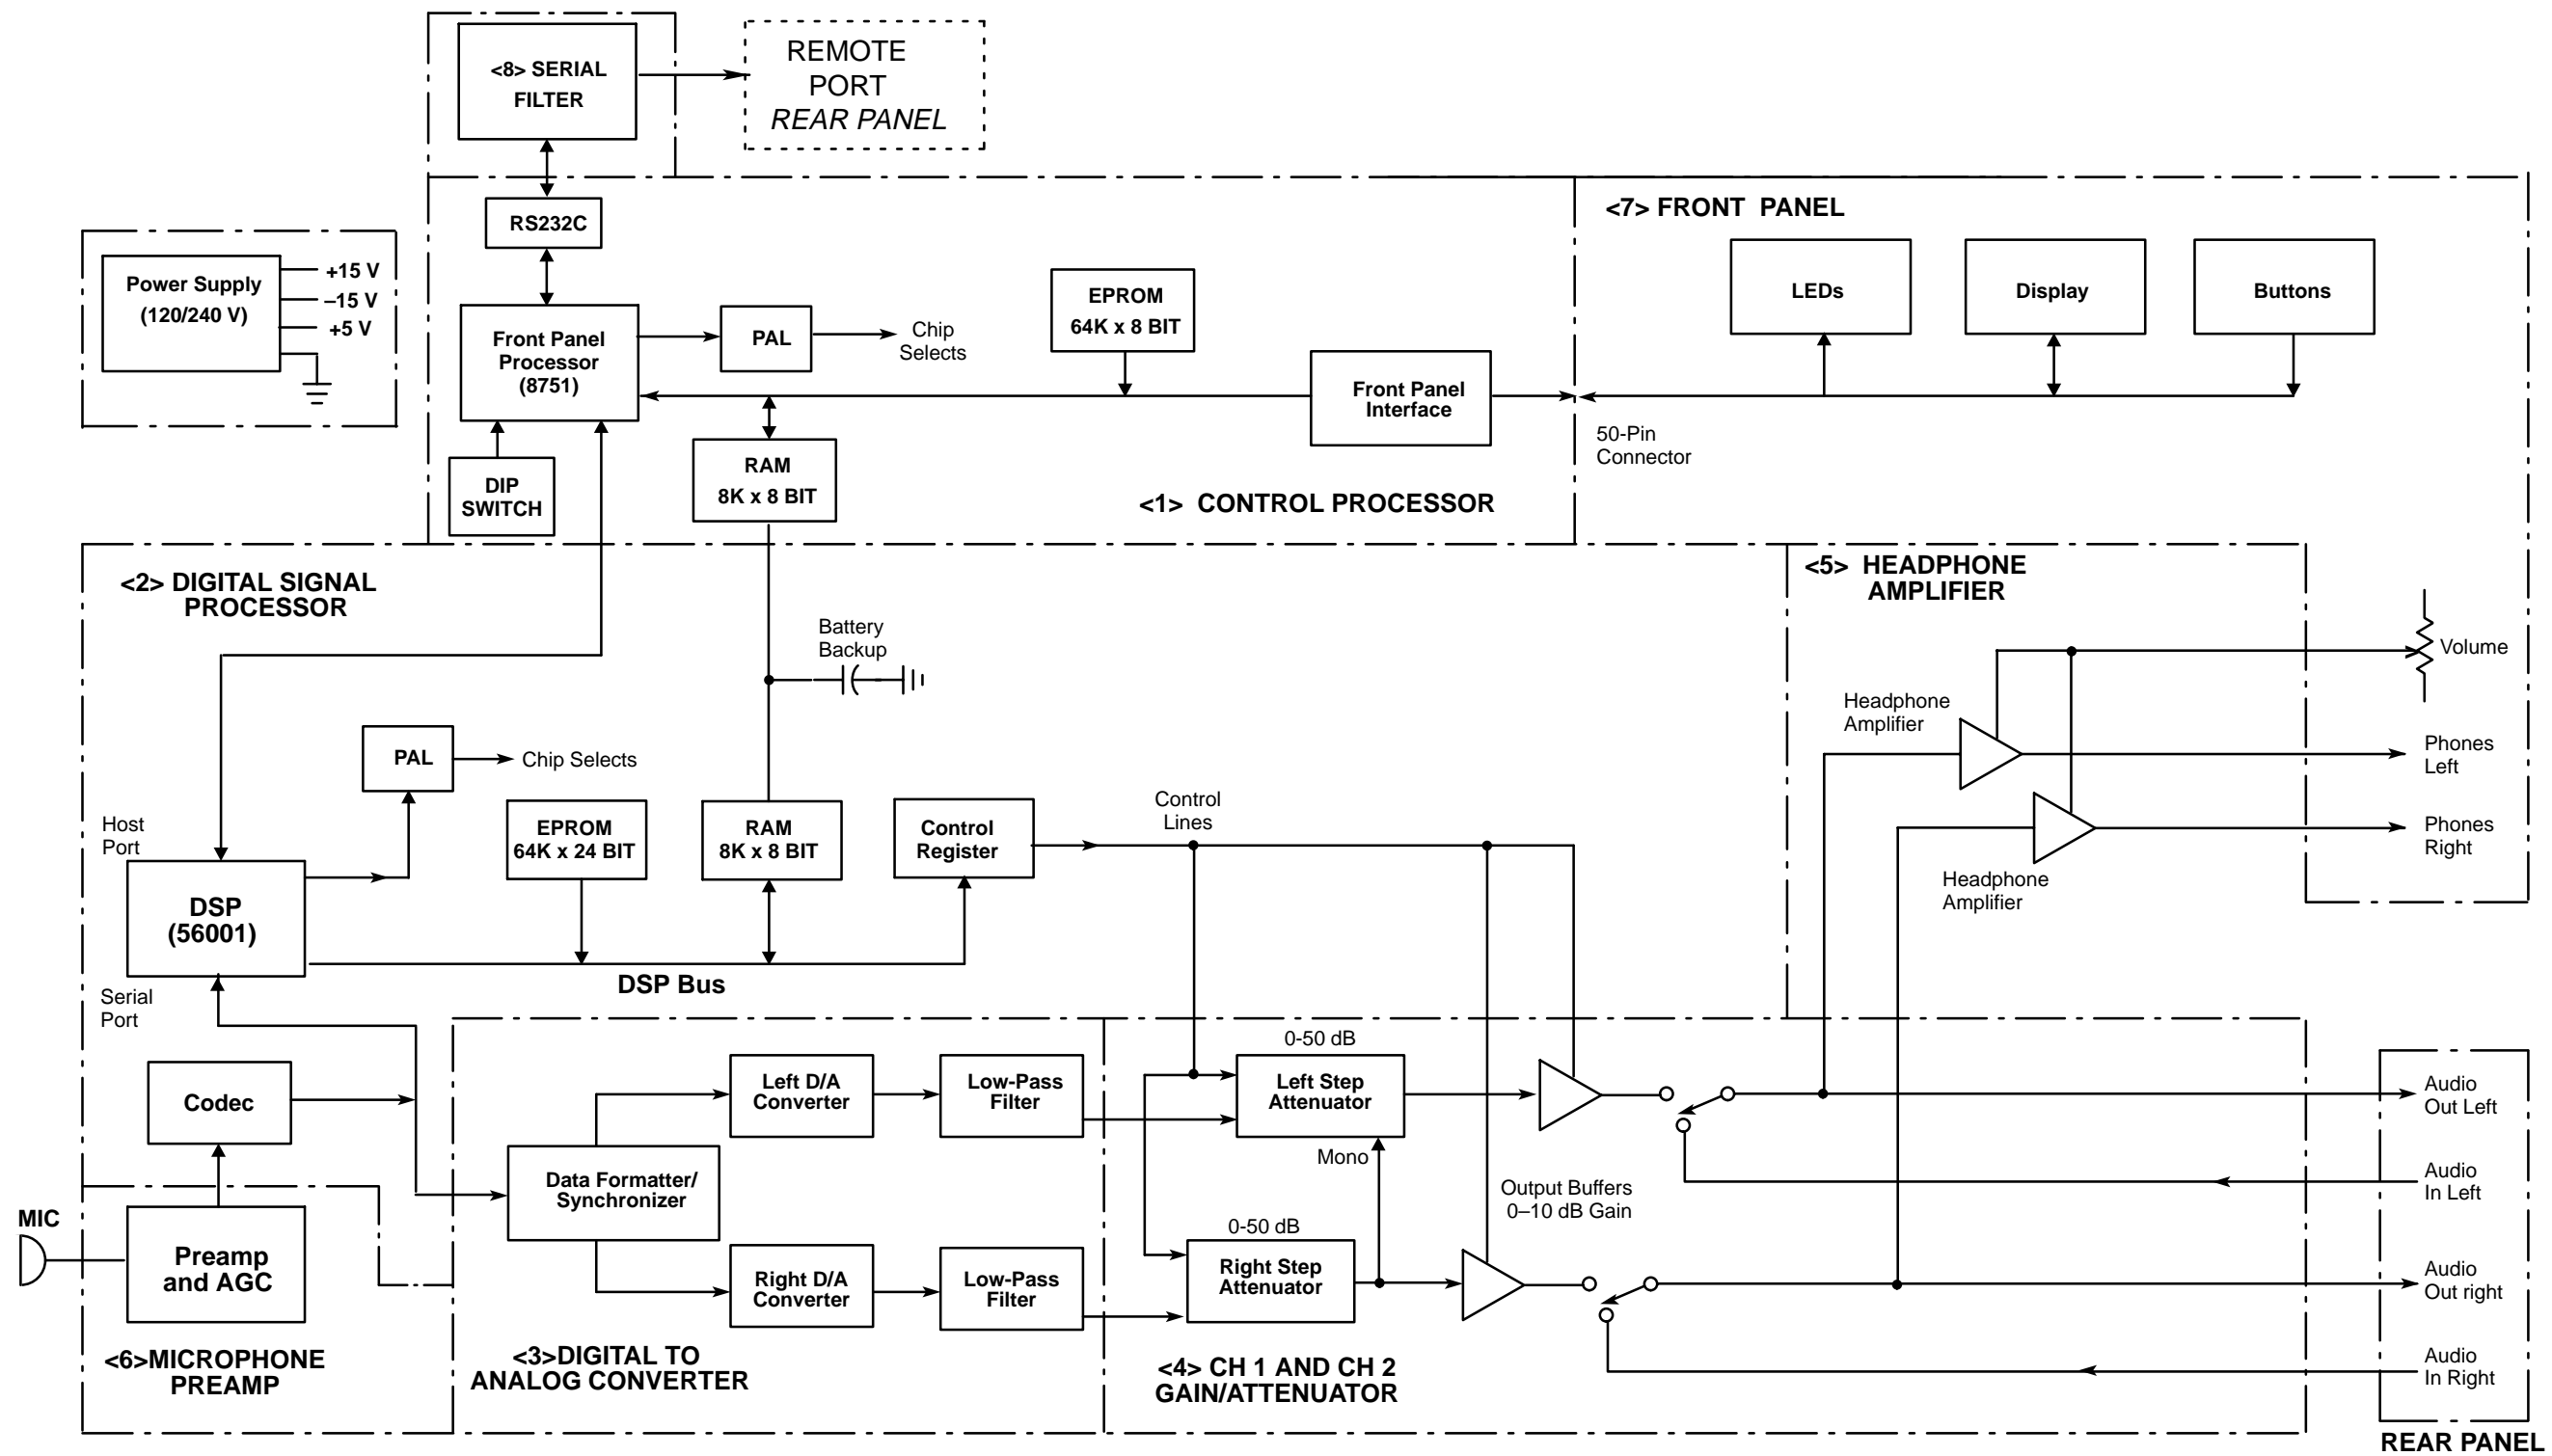 <8> SERIAL
FILTER
REMOTE
PORT
REAR PANEL
RS232C
<7> FRONT PANEL
Power Supply
(120/240 V)
+15 V
–15 V
+5 V
Front Panel
Processor
(8751)
PAL
Chip
Selects
EPROM
64K x 8 BIT
Front Panel
Interface
LEDs
Display
Buttons
50-Pin
Connector
DIP
SWITCH
RAM
8K x 8 BIT
<1> CONTROL PROCESSOR
<2> DIGITAL SIGNAL
PROCESSOR
<5> HEADPHONE
AMPLIFIER
Battery
Backup
Volume
Headphone
Amplifier
Phones
Left
Phones
Right
Headphone
Amplifier
PAL
Chip Selects
Host
Port
EPROM
64K x 24 BIT
RAM
8K x 8 BIT
Control
Register
Control
Lines
DSP
(56001)
DSP Bus
Serial
Port
Codec
Left D/A
Converter
Low-Pass
Filter
0-50 dB
Left Step
Attenuator
Mono
Audio
Out Left
Data Formatter/
Synchronizer
Output Buffers
0–10 dB Gain
Audio
In Left
MIC
Preamp
and AGC
Right D/A
Converter
Low-Pass
Filter
0-50 dB
Right Step
Attenuator
Audio
Out right
<6>MICROPHONE
PREAMP
<3>DIGITAL TO
ANALOG CONVERTER
<4> CH 1 AND CH 2
GAIN/ATTENUATOR
Audio
In Right
REAR PANEL